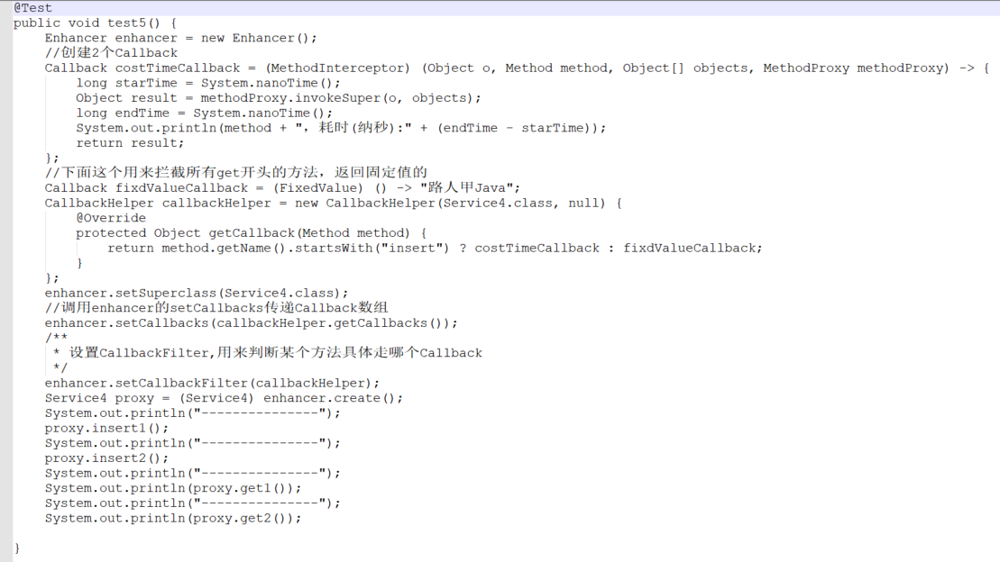 @Test
public void test5() {
    Enhancer enhancer = new Enhancer();
    //创建2个Callback
    Callback costTimeCallback = (MethodInterceptor) (Object o, Method method, Object[] objects, MethodProxy methodProxy) -> {
        long starTime = System.nanoTime();
        Object result = methodProxy.invokeSuper(o, objects);
        long endTime = System.nanoTime();
        System.out.println(method + "，耗时(纳秒):" + (endTime - starTime));
        return result;
    };
    //下面这个用来拦截所有get开头的方法，返回固定值的
    Callback fixdValueCallback = (FixedValue) () -> "路人甲Java";
    CallbackHelper callbackHelper = new CallbackHelper(Service4.class, null) {
        @Override
        protected Object getCallback(Method method) {
            return method.getName().startsWith("insert") ? costTimeCallback : fixdValueCallback;
        }
    };
    enhancer.setSuperclass(Service4.class);
    //调用enhancer的setCallbacks传递Callback数组
    enhancer.setCallbacks(callbackHelper.getCallbacks());
    /**
     * 设置CallbackFilter,用来判断某个方法具体走哪个Callback
     */
    enhancer.setCallbackFilter(callbackHelper);
    Service4 proxy = (Service4) enhancer.create();
    System.out.println("---------------");
    proxy.insert1();
    System.out.println("---------------");
    proxy.insert2();
    System.out.println("---------------");
    System.out.println(proxy.get1());
    System.out.println("---------------");
    System.out.println(proxy.get2());
}